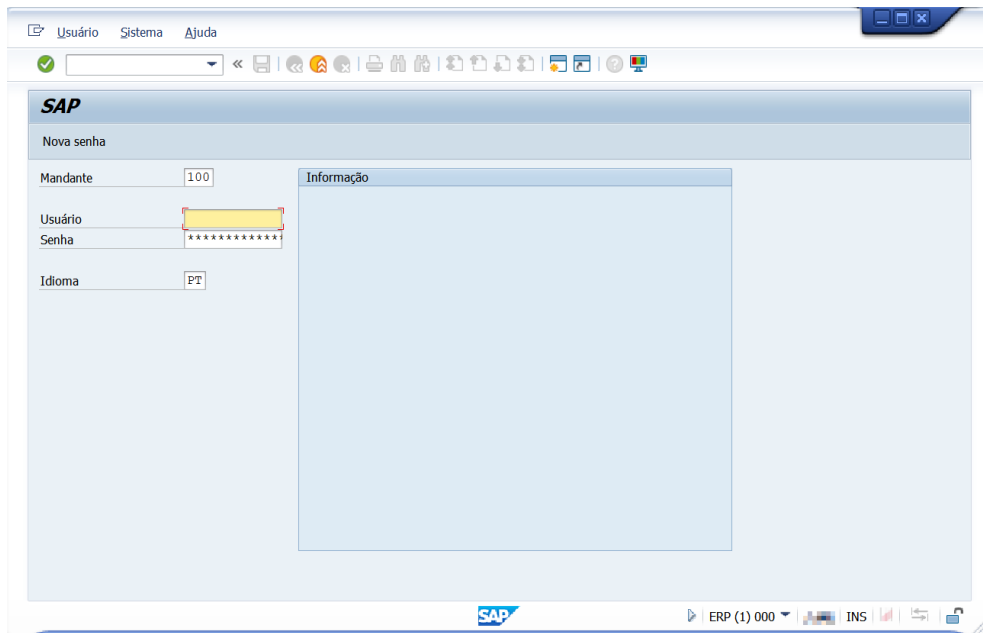 Usuário Sistema Ajuda
SAP
Nova senha
Mandante 100 Informação
Usuário
Senha *************
Idioma PT
SAP ERP (1) 000 INS